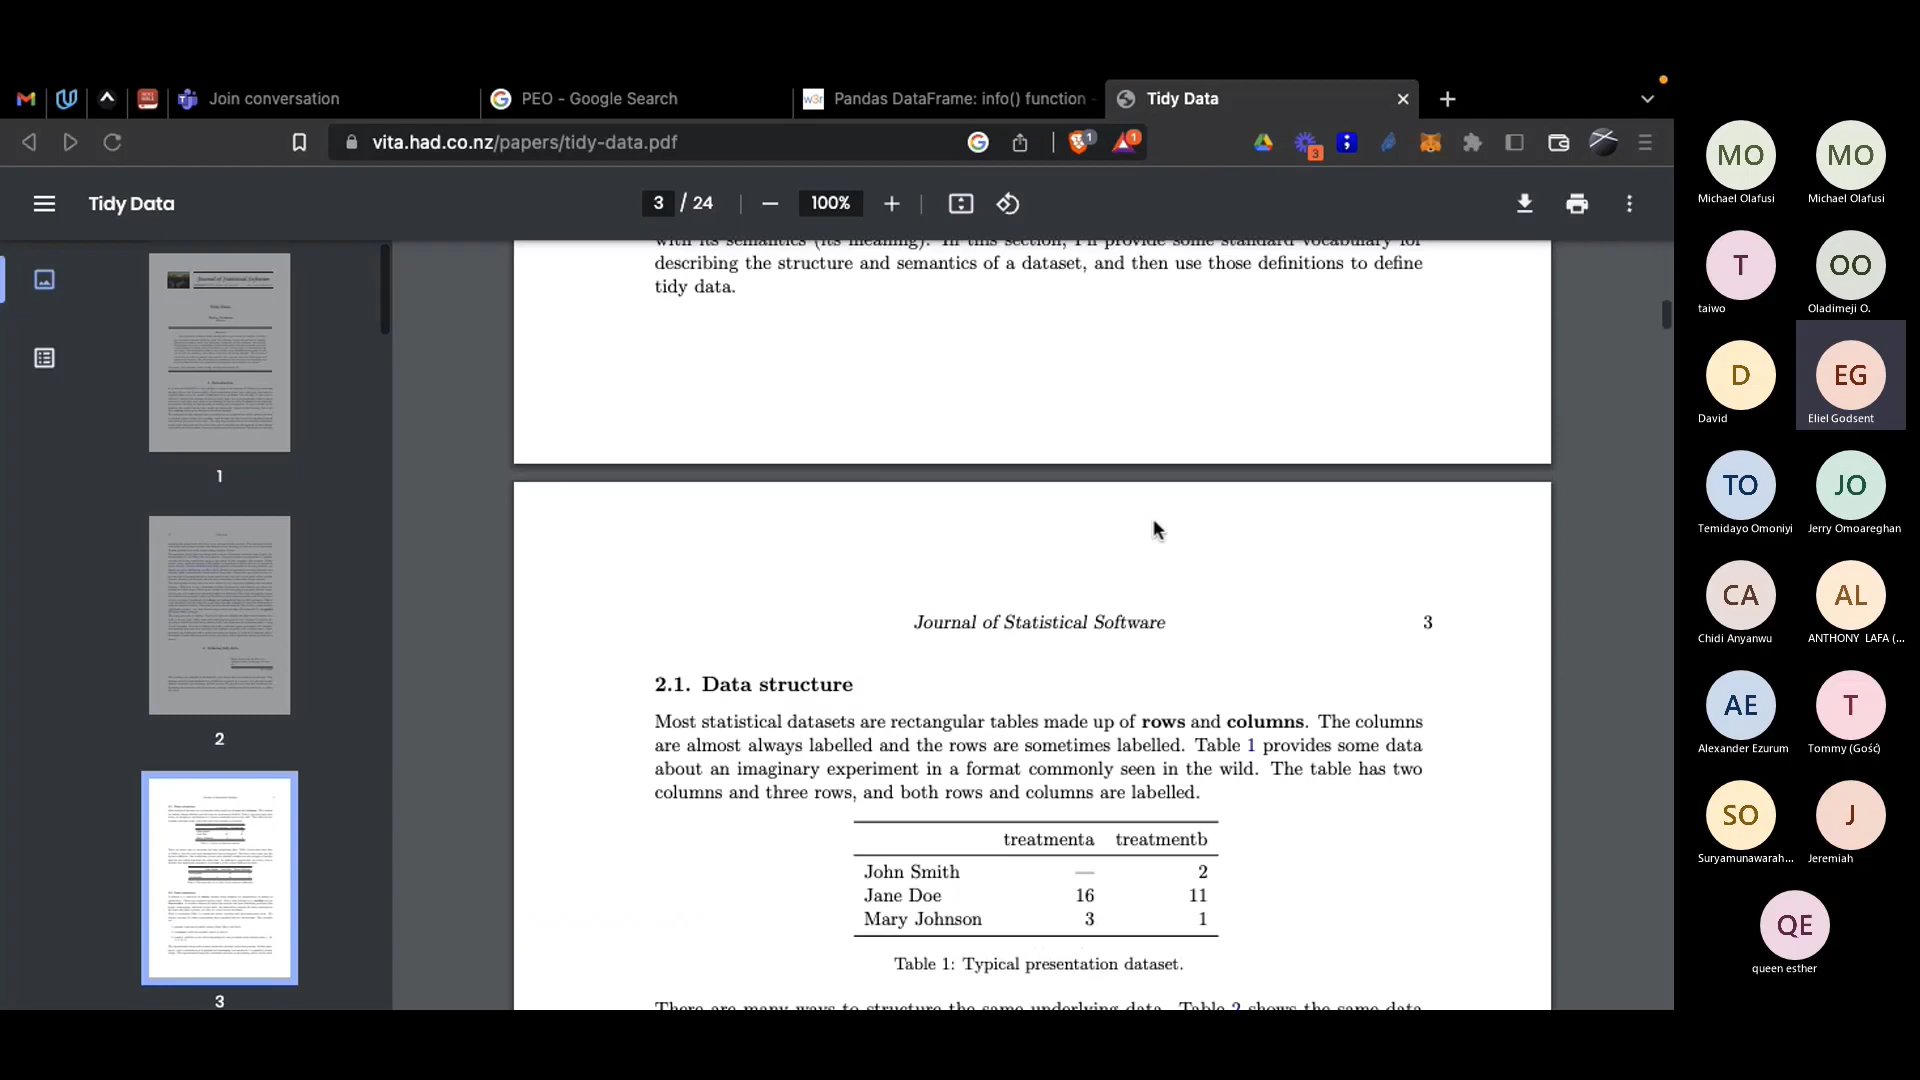 Join conversation
PEO - Google Search
w3r
Pandas DataFrame: info() function
Tidy Data
vita.had.co.nz/papers/tidy-data.pdf
1
1
3
Tidy Data
3 / 24
100%
with its semantics (its meaning). In this section, I'll provide some standard vocabulary for
describing the structure and semantics of a dataset, and then use those definitions to define
tidy data.
1
2
3
Journal of Statistical Software
3
2.1. Data structure
Most statistical datasets are rectangular tables made up of rows and columns. The columns
are almost always labelled and the rows are sometimes labelled. Table 1 provides some data
about an imaginary experiment in a format commonly seen in the wild. The table has two
columns and three rows, and both rows and columns are labelled.
treatmenta treatmentb
John Smith — 2
Jane Doe 16 11
Mary Johnson 3 1
Table 1: Typical presentation dataset.
There are many ways to structure the same underlying data. Table 2 shows the same data
MO
Michael Olafusi
MO
Michael Olafusi
T
taiwo
OO
Oladimeji O.
D
David
EG
Eliel Godsent
TO
Temidayo Omoniyi
JO
Jerry Omoareghan
CA
Chidi Anyanwu
AL
ANTHONY LAFA (...
AE
Alexander Ezurum
T
Tommy (Gość)
SO
Suryamunawarah...
J
Jeremiah
QE
queen esther